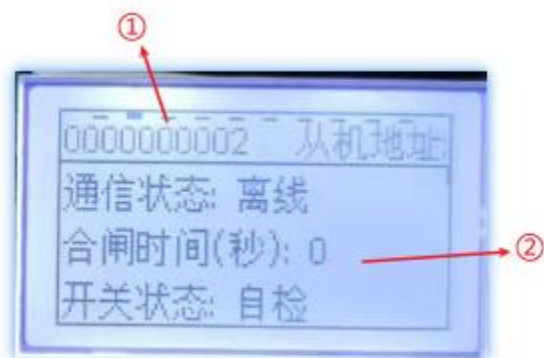 ①
0000000002 从机地址:
通信状态: 离线
合闸时间(秒): 0
②
开关状态: 自检